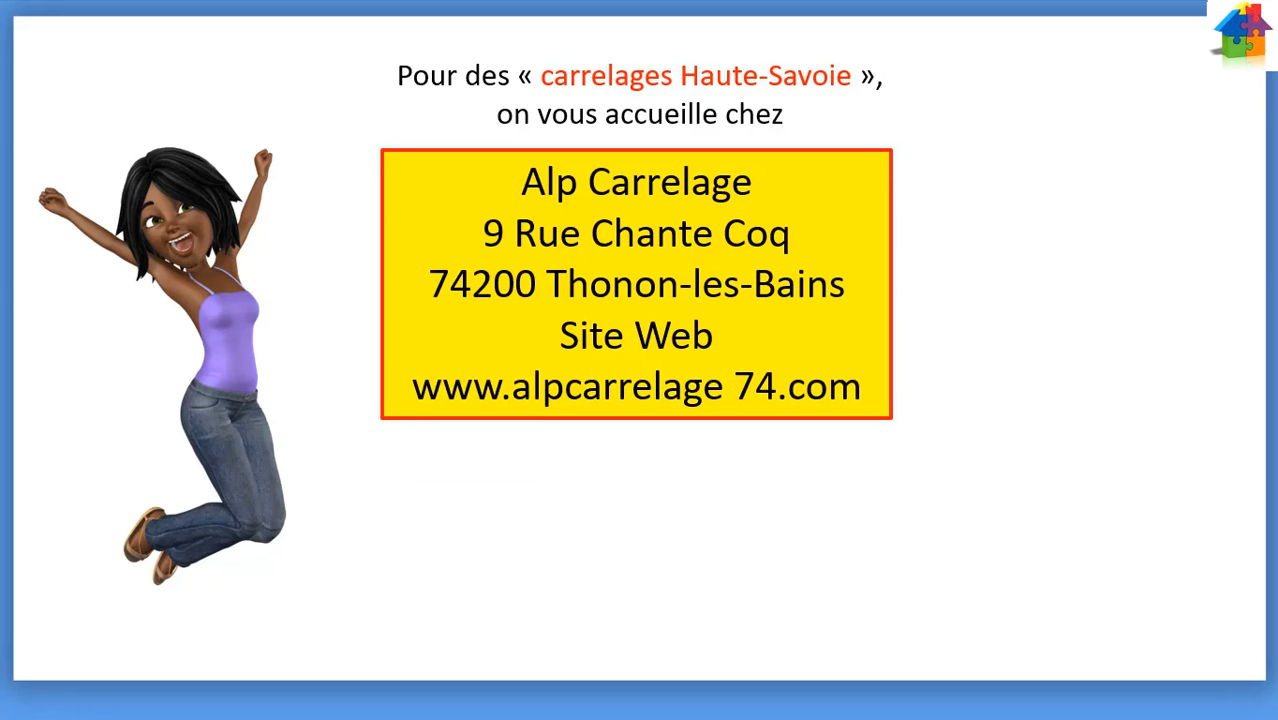 Pour des « carrelages Haute-Savoie »,
on vous accueille chez
Alp Carrelage
9 Rue Chante Coq
74200 Thonon-les-Bains
Site Web
www.alpcarrelage 74.com